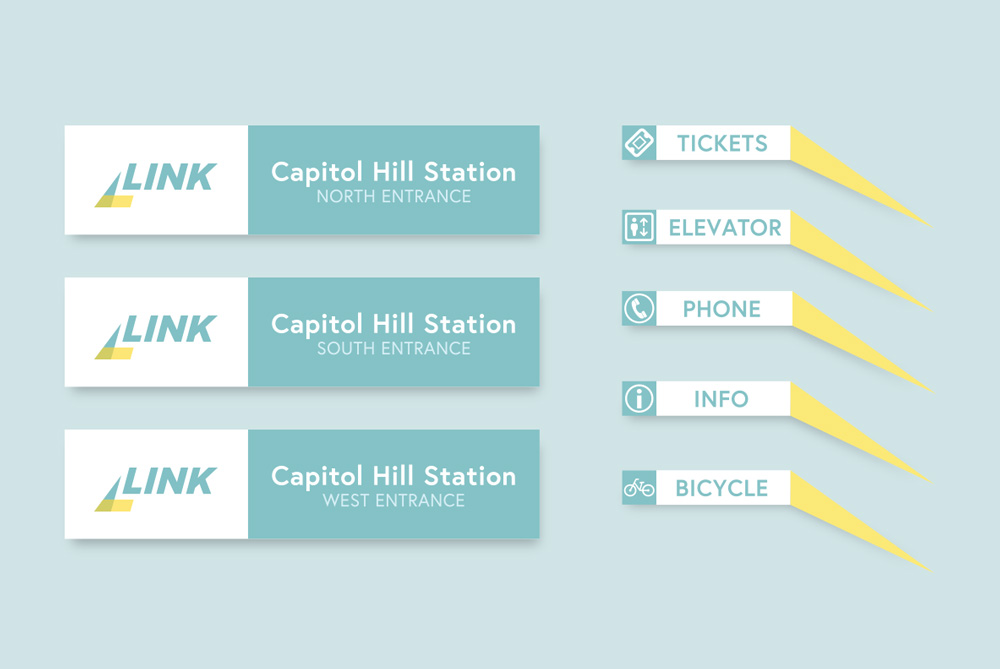 LINK
Capitol Hill Station
NORTH ENTRANCE
LINK
Capitol Hill Station
SOUTH ENTRANCE
LINK
Capitol Hill Station
WEST ENTRANCE
TICKETS
ELEVATOR
PHONE
INFO
BICYCLE